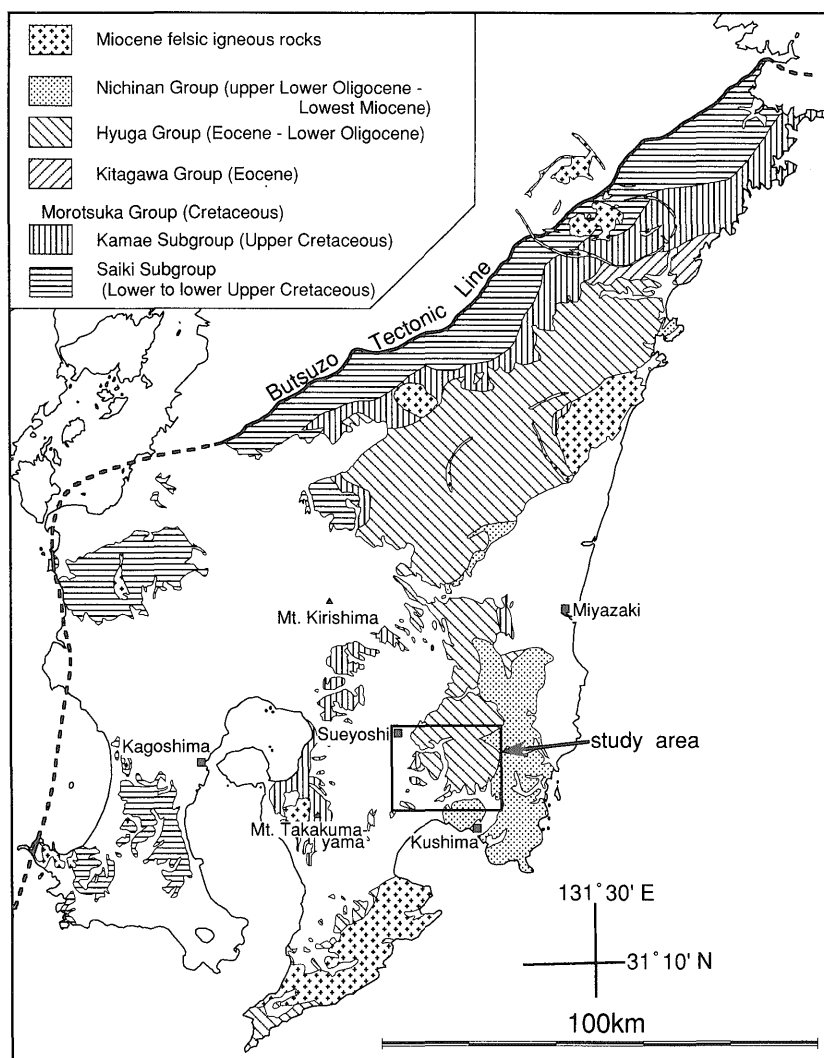 Miocene felsic igneous rocks
Nichinan Group (upper Lower Oligocene -
Lowest Miocene)
Hyuga Group (Eocene - Lower Oligocene)
Kitagawa Group (Eocene)
Morotsuka Group (Cretaceous)
Kamae Subgroup (Upper Cretaceous)
Saiki Subgroup
(Lower to lower Upper Cretaceous)
Butsuzo Tectonic Line
Mt. Kirishima
Miyazaki
Sueyoshi
study area
Kagoshima
Mt. Takakuma-
yama
Kushima
131°30' E
31°10' N
100km